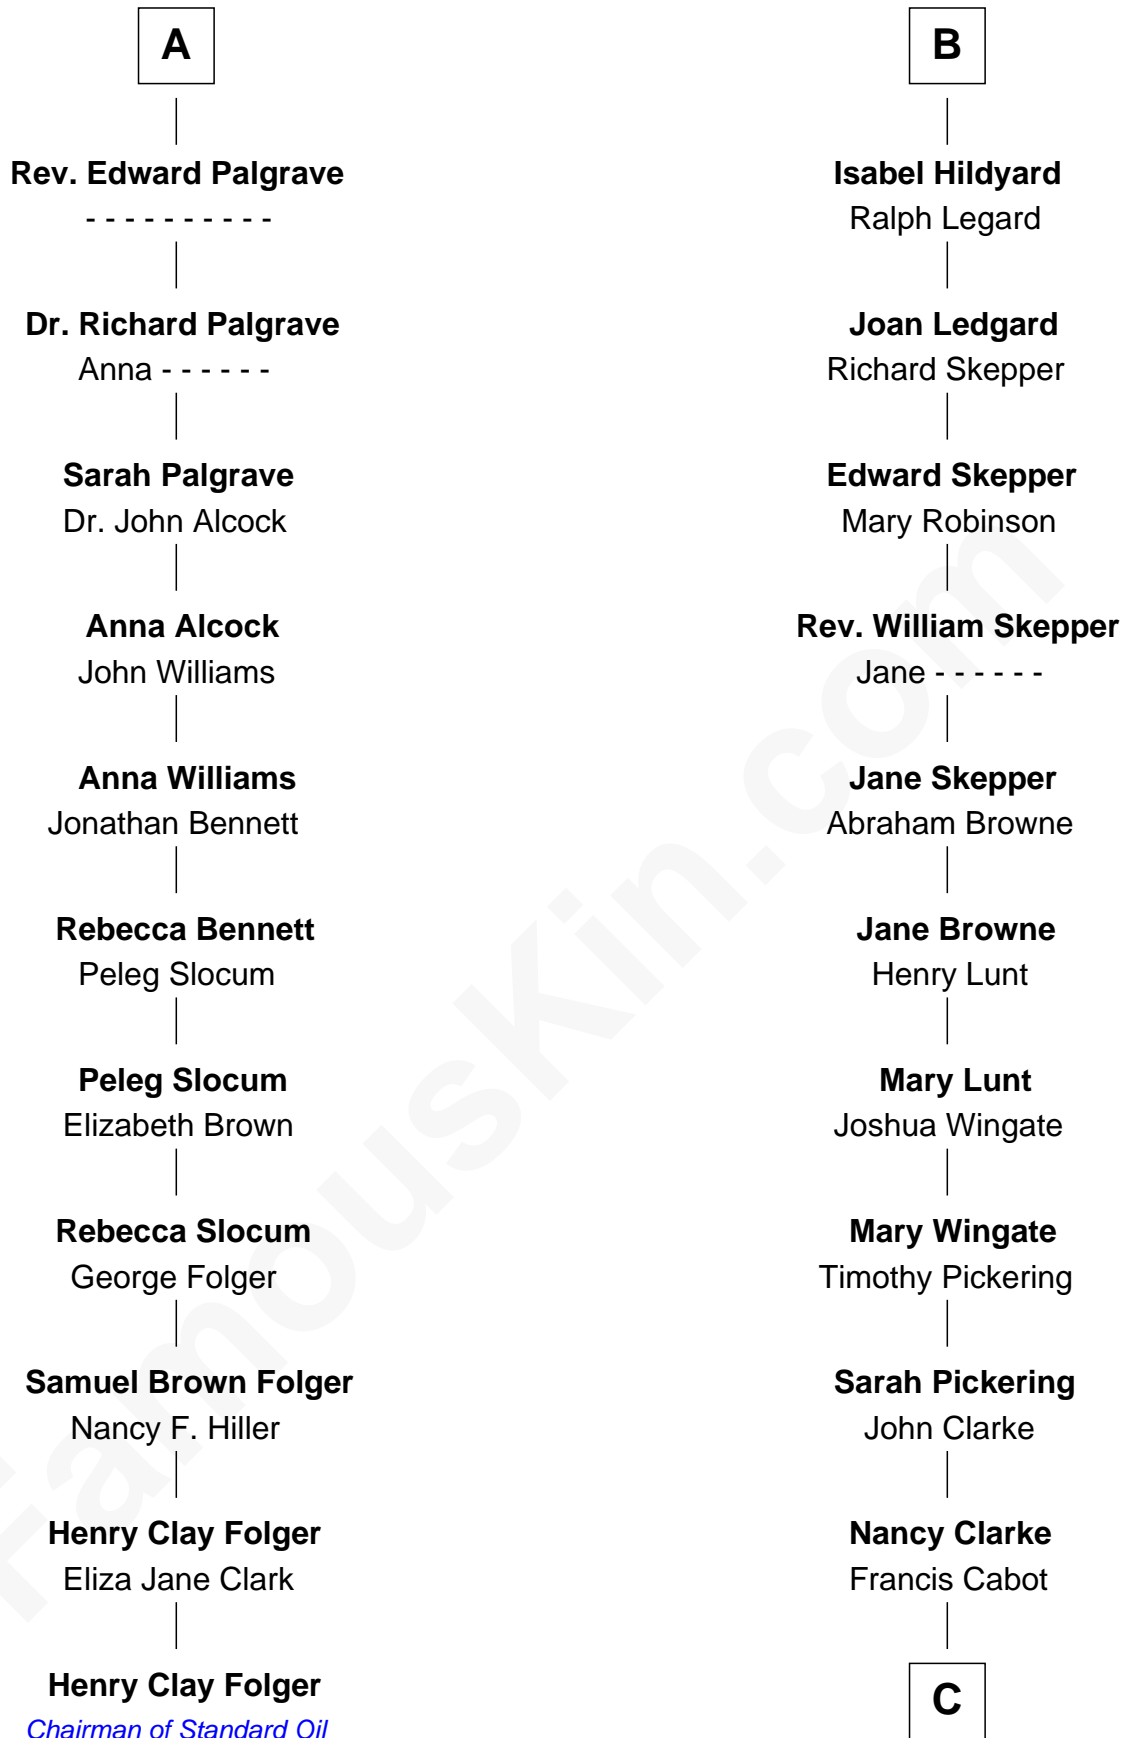 A
Rev. Edward Palgrave
- - - - - - - - - -
Dr. Richard Palgrave
Anna - - - - - -
Sarah Palgrave
Dr. John Alcock
Anna Alcock
John Williams
Anna Williams
Jonathan Bennett
Rebecca Bennett
Peleg Slocum
Peleg Slocum
Elizabeth Brown
Rebecca Slocum
George Folger
Samuel Brown Folger
Nancy F. Hiller
Henry Clay Folger
Eliza Jane Clark
Henry Clay Folger
Chairman of Standard Oil
B
Isabel Hildyard
Ralph Legard
Joan Ledgard
Richard Skepper
Edward Skepper
Mary Robinson
Rev. William Skepper
Jane - - - - - -
Jane Skepper
Abraham Browne
Jane Browne
Henry Lunt
Mary Lunt
Joshua Wingate
Mary Wingate
Timothy Pickering
Sarah Pickering
John Clarke
Nancy Clarke
Francis Cabot
C
FamousKin.com